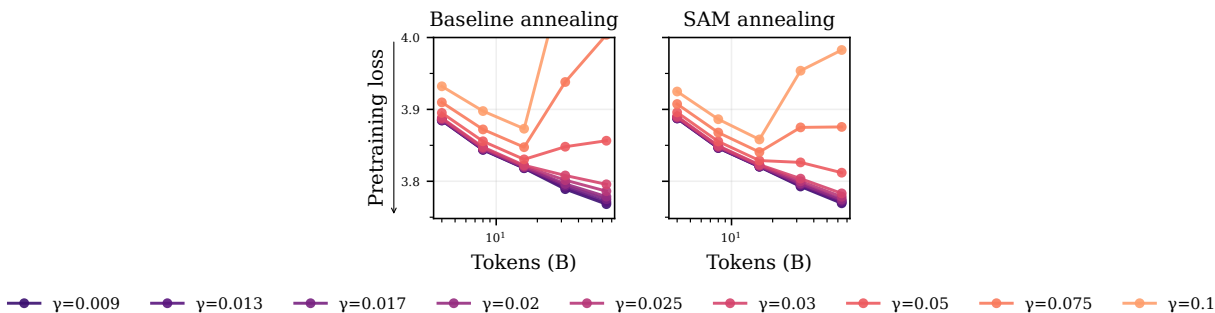 Baseline annealing
SAM annealing
Pretraining loss
4.0
3.9
3.8
10¹
10¹
Tokens (B)
Tokens (B)
γ=0.009
γ=0.013
γ=0.017
γ=0.02
γ=0.025
γ=0.03
γ=0.05
γ=0.075
γ=0.1